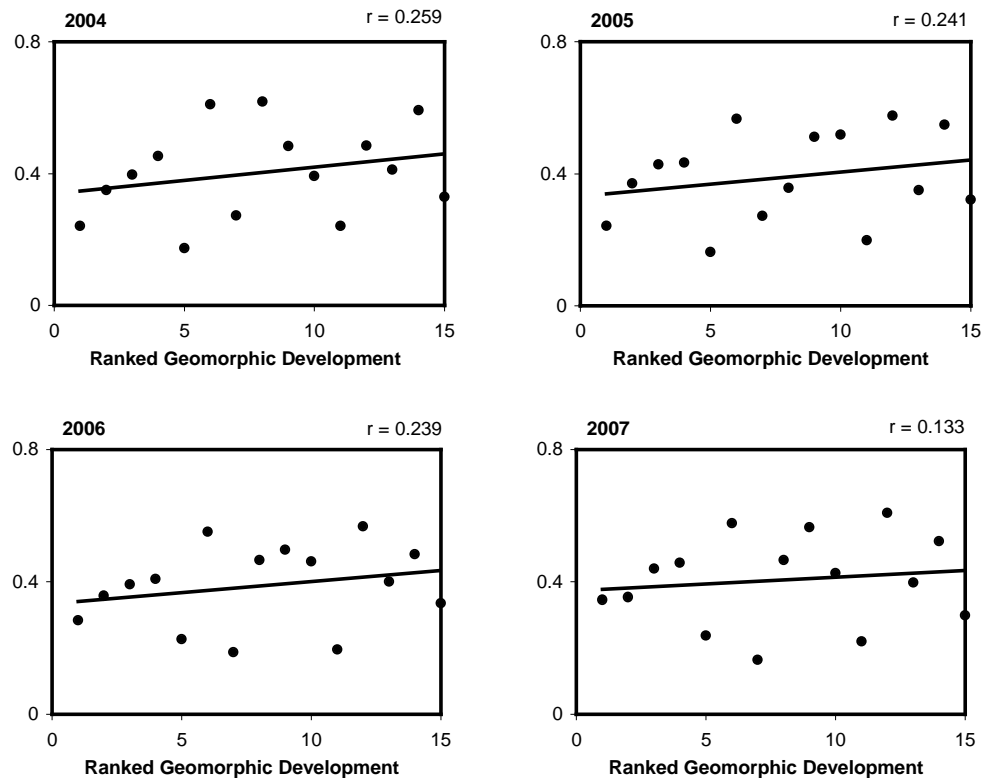 2004 r = 0.259
0.8
0.4
0
0 5 10 15
Ranked Geomorphic Development
2005 r = 0.241
0.8
0.4
0
0 5 10 15
Ranked Geomorphic Development
2006 r = 0.239
0.8
0.4
0
0 5 10 15
Ranked Geomorphic Development
2007 r = 0.133
0.8
0.4
0
0 5 10 15
Ranked Geomorphic Development